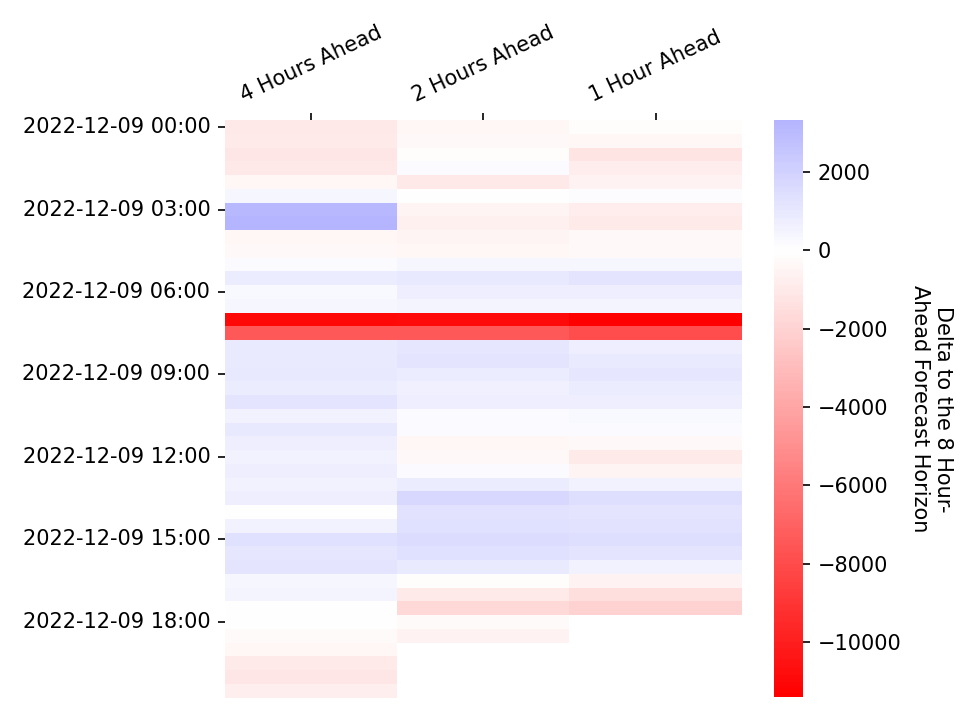 4 Hours Ahead
2 Hours Ahead
1 Hour Ahead
2022-12-09 00:00
2022-12-09 03:00
2022-12-09 06:00
2022-12-09 09:00
2022-12-09 12:00
2022-12-09 15:00
2022-12-09 18:00
2000
0
−2000
−4000
−6000
−8000
−10000
Delta to the 8 Hour-
Ahead Forecast Horizon